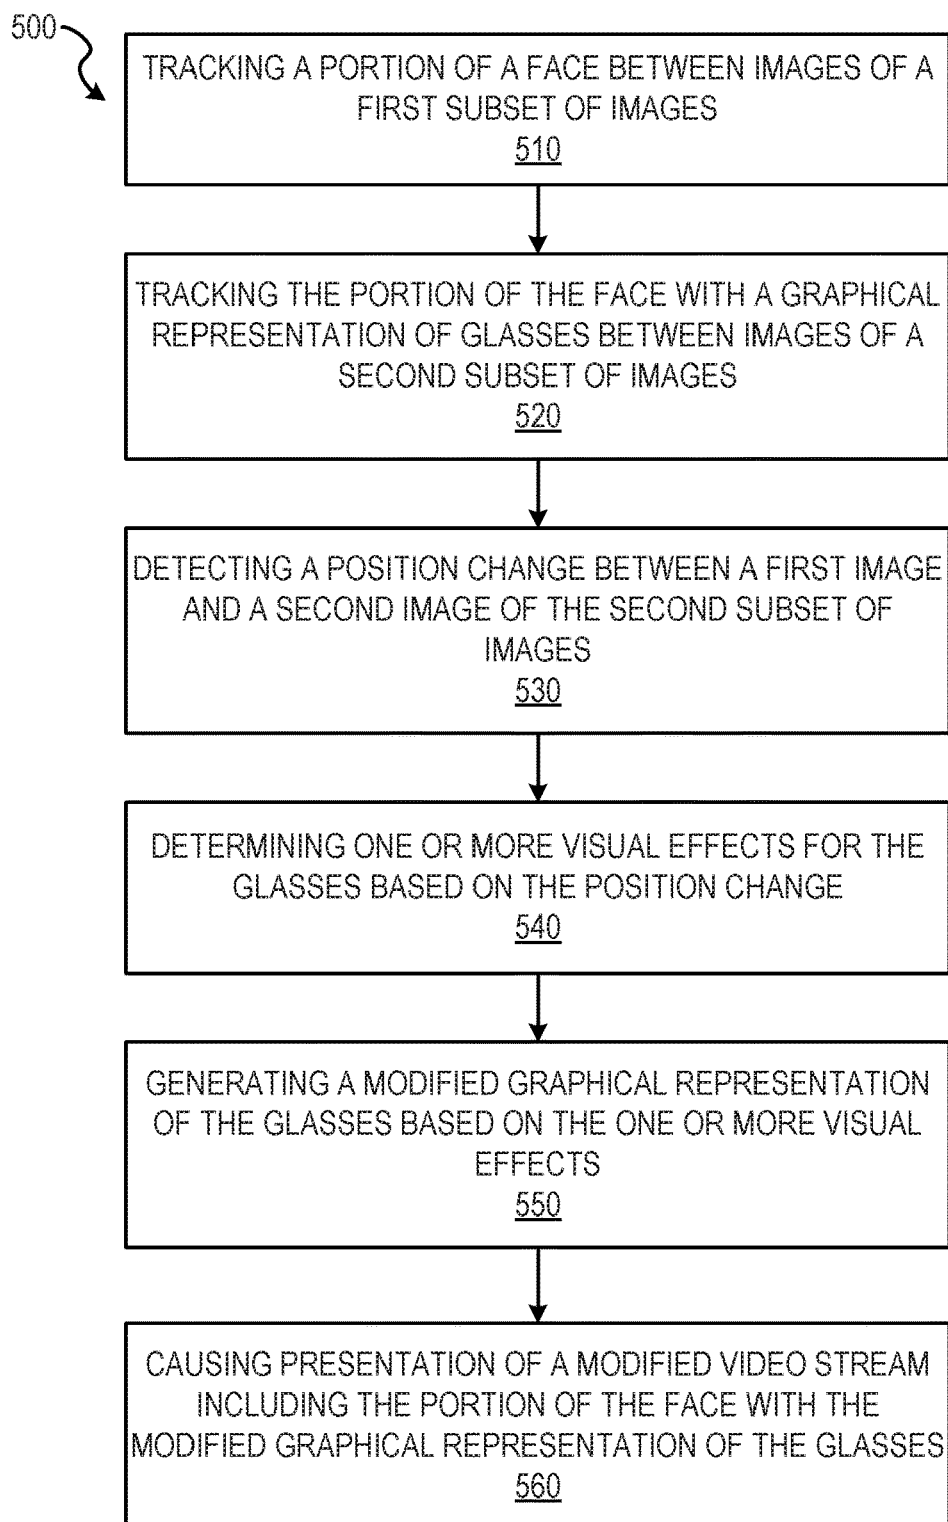 500
TRACKING A PORTION OF A FACE BETWEEN IMAGES OF A
FIRST SUBSET OF IMAGES
510
TRACKING THE PORTION OF THE FACE WITH A GRAPHICAL
REPRESENTATION OF GLASSES BETWEEN IMAGES OF A
SECOND SUBSET OF IMAGES
520
DETECTING A POSITION CHANGE BETWEEN A FIRST IMAGE
AND A SECOND IMAGE OF THE SECOND SUBSET OF
IMAGES
530
DETERMINING ONE OR MORE VISUAL EFFECTS FOR THE
GLASSES BASED ON THE POSITION CHANGE
540
GENERATING A MODIFIED GRAPHICAL REPRESENTATION
OF THE GLASSES BASED ON THE ONE OR MORE VISUAL
EFFECTS
550
CAUSING PRESENTATION OF A MODIFIED VIDEO STREAM
INCLUDING THE PORTION OF THE FACE WITH THE
MODIFIED GRAPHICAL REPRESENTATION OF THE GLASSES
560